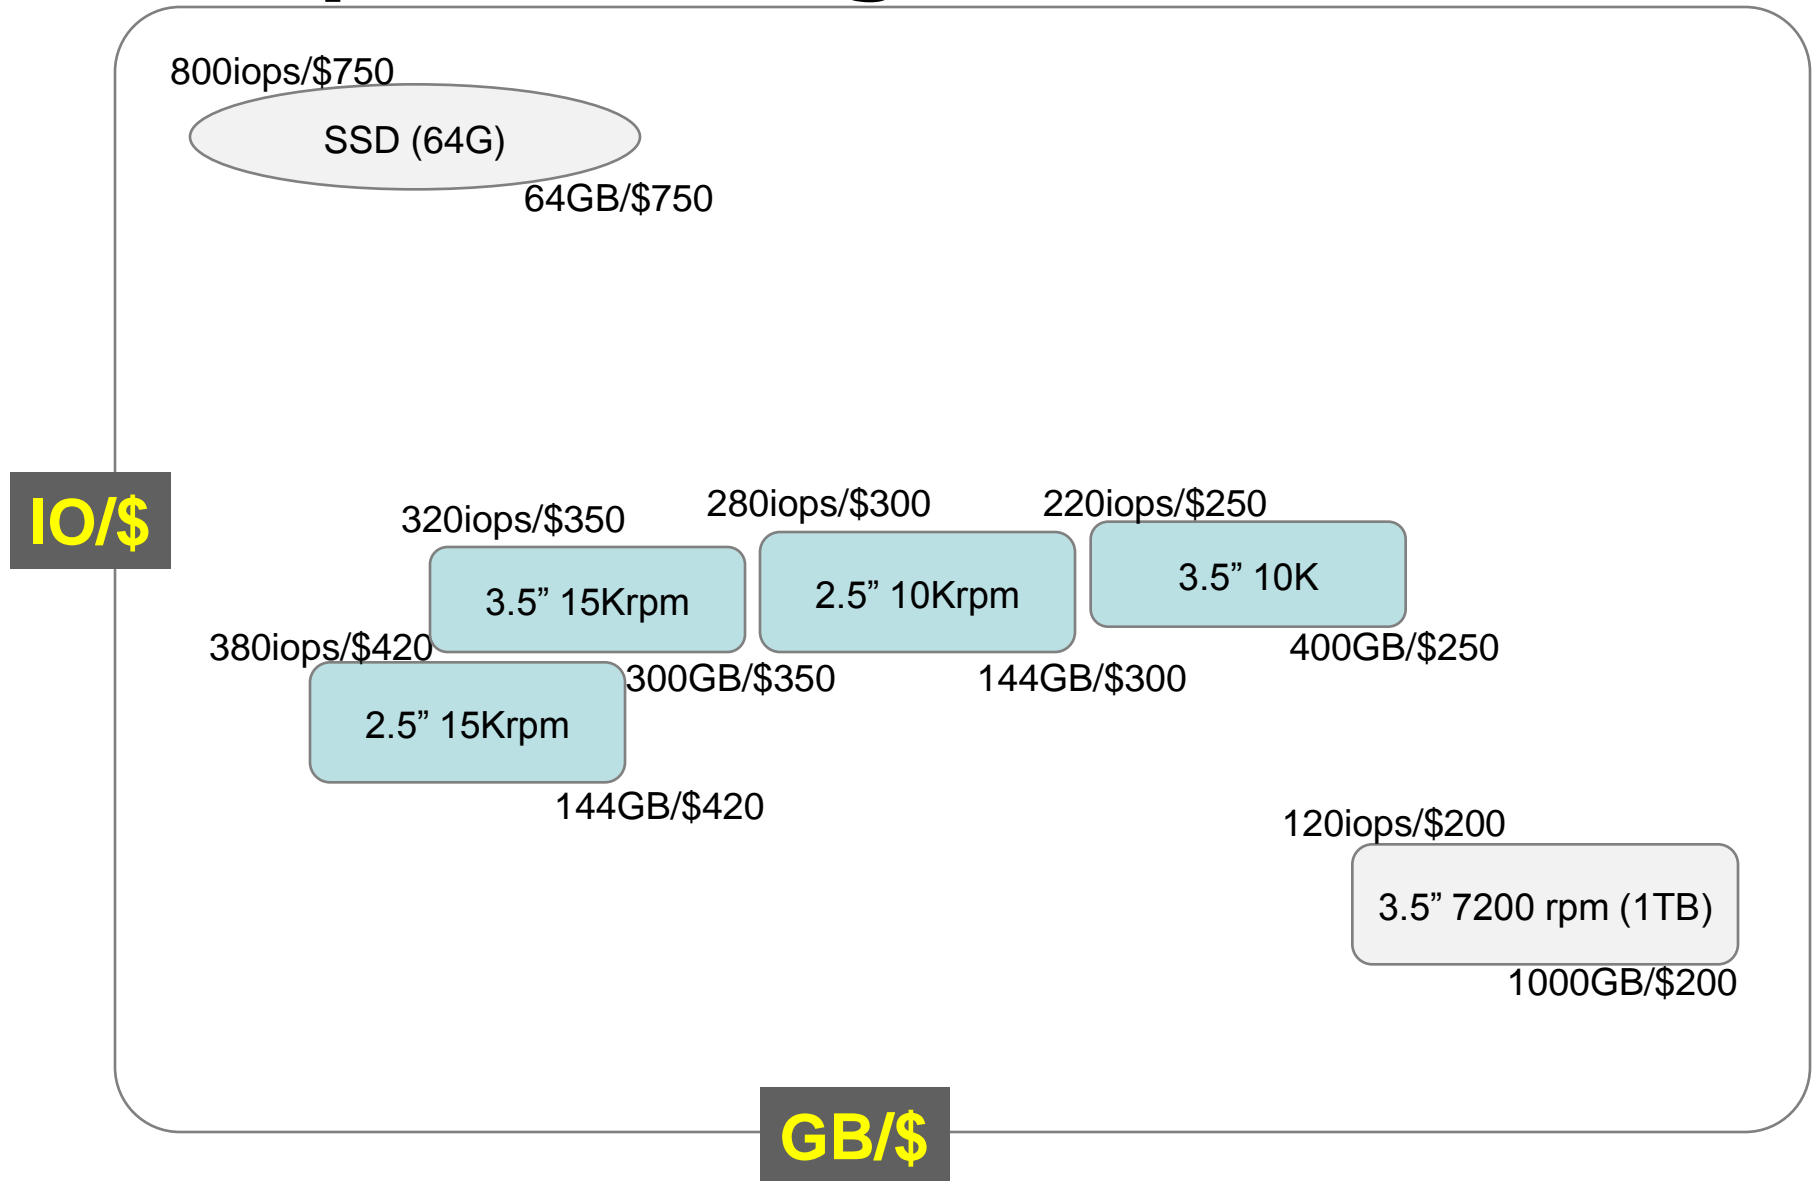 800iops/$750
SSD (64G)
64GB/$750
IO/$
320iops/$350
280iops/$300
220iops/$250
3.5” 15Krpm
2.5” 10Krpm
3.5” 10K
380iops/$420
300GB/$350
144GB/$300
400GB/$250
2.5” 15Krpm
144GB/$420
120iops/$200
3.5” 7200 rpm (1TB)
1000GB/$200
GB/$